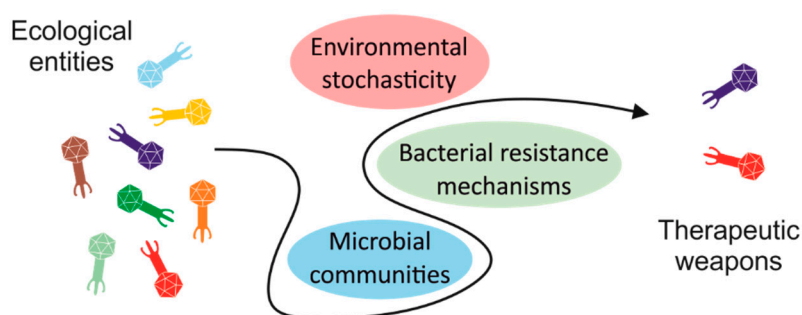 Ecological
entities
Environmental
stochasticity
Bacterial resistance
mechanisms
Microbial
communities
Therapeutic
weapons